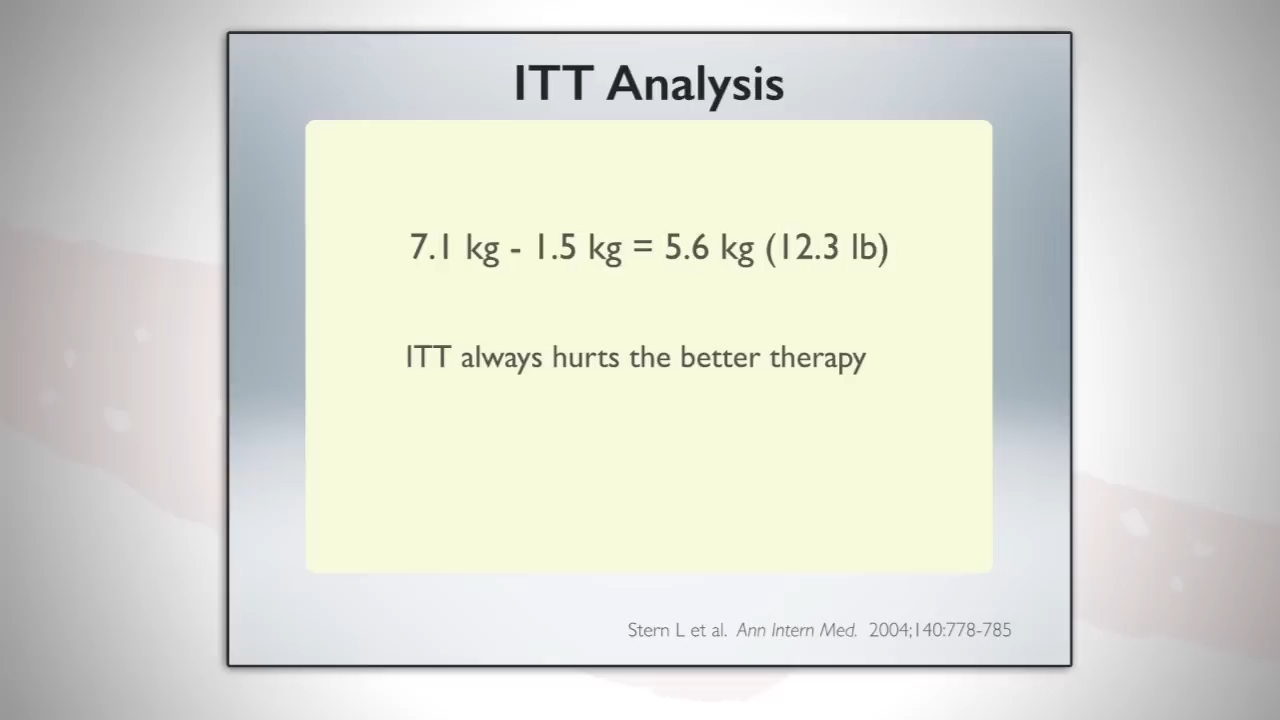 ITT Analysis
7.1 kg - 1.5 kg = 5.6 kg (12.3 lb)
ITT always hurts the better therapy
Stern L et al. Ann Intern Med. 2004;140:778-785